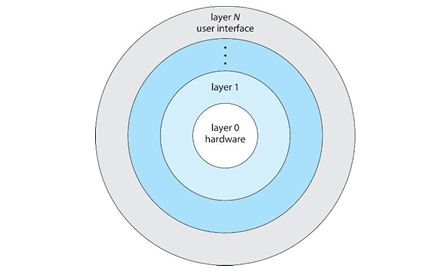 layer N
user interface
layer 1
layer 0
hardware